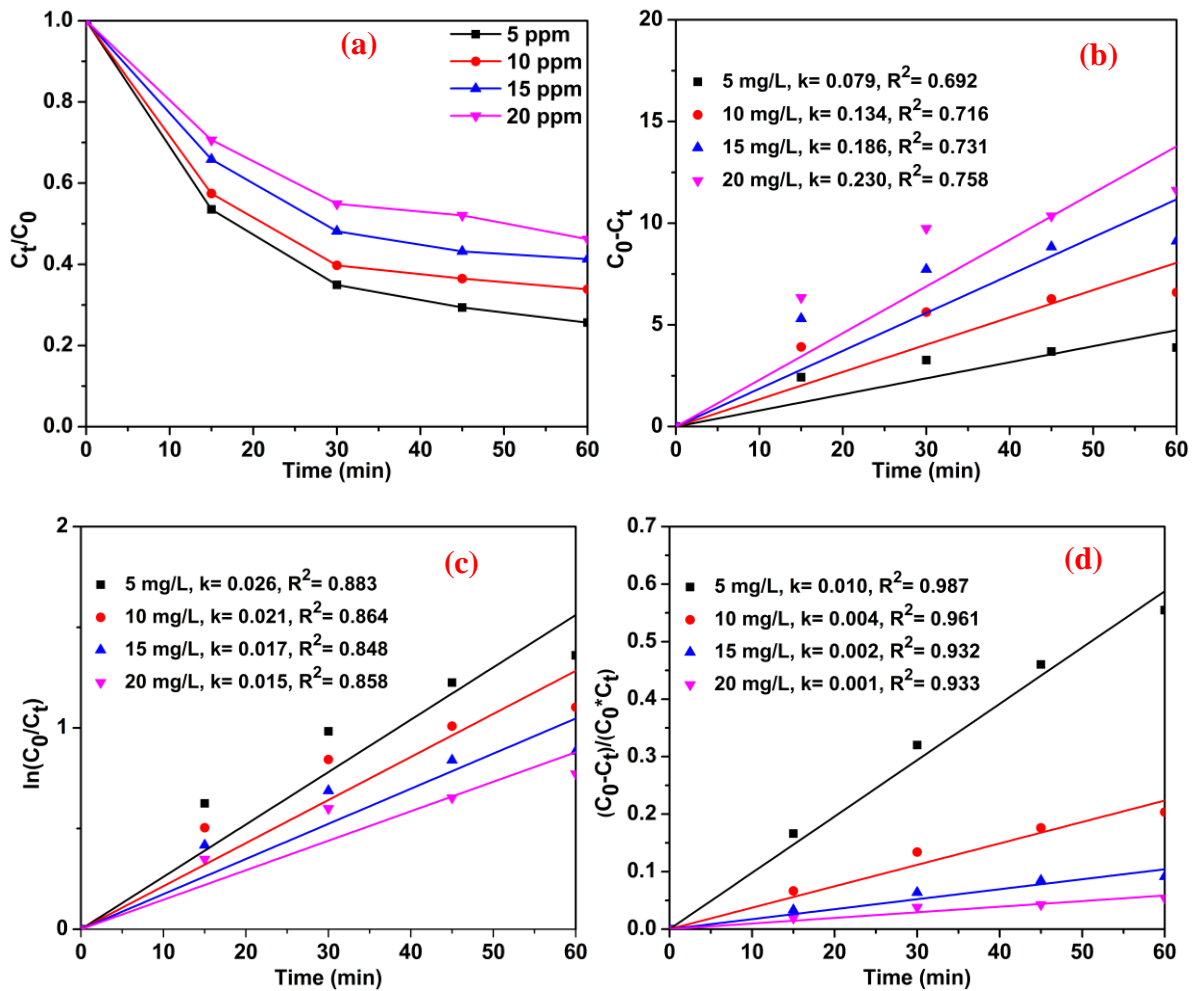 (a)
5 ppm
10 ppm
15 ppm
20 ppm
1.0
0.8
0.6
0.4
0.2
0.0
Cₜ/C₀
0 10 20 30 40 50 60
Time (min)
(b)
5 mg/L, k= 0.079, R²= 0.692
10 mg/L, k= 0.134, R²= 0.716
15 mg/L, k= 0.186, R²= 0.731
20 mg/L, k= 0.230, R²= 0.758
20
15
10
5
0
C₀-Cₜ
0 10 20 30 40 50 60
Time (min)
(c)
5 mg/L, k= 0.026, R²= 0.883
10 mg/L, k= 0.021, R²= 0.864
15 mg/L, k= 0.017, R²= 0.848
20 mg/L, k= 0.015, R²= 0.858
2
1
0
ln(C₀/Cₜ)
0 10 20 30 40 50 60
Time (min)
(d)
5 mg/L, k= 0.010, R²= 0.987
10 mg/L, k= 0.004, R²= 0.961
15 mg/L, k= 0.002, R²= 0.932
20 mg/L, k= 0.001, R²= 0.933
0.7
0.6
0.5
0.4
0.3
0.2
0.1
0.0
(C₀-Cₜ)/(C₀*Cₜ)
0 10 20 30 40 50 60
Time (min)